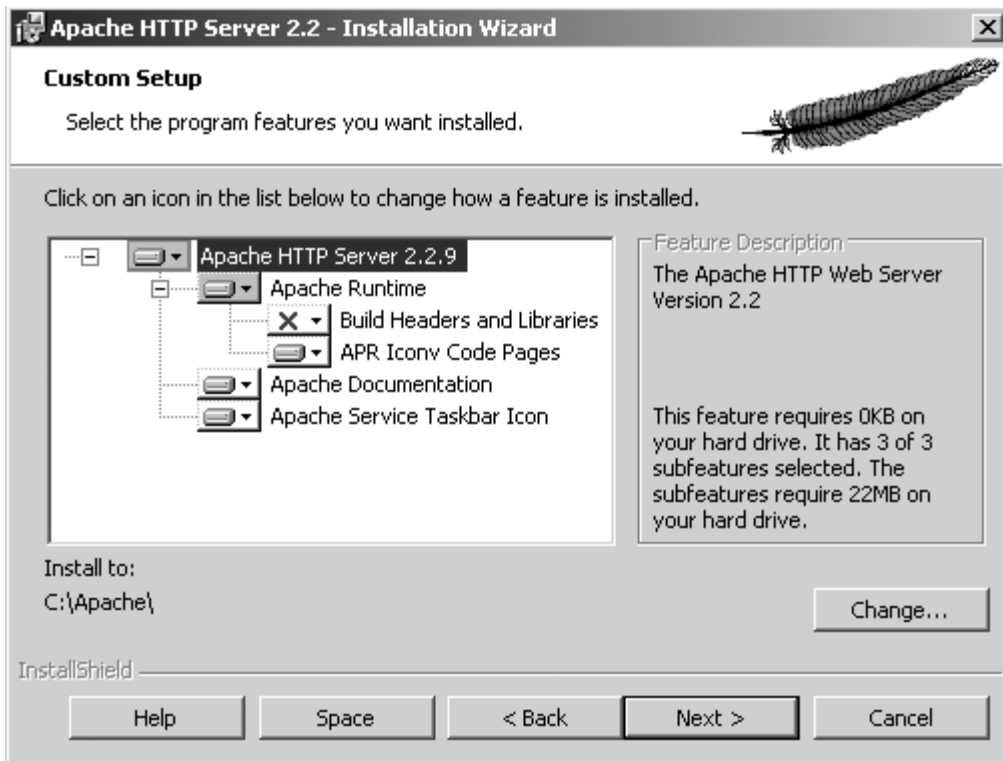 Apache HTTP Server 2.2 - Installation Wizard
Custom Setup
Select the program features you want installed.
Click on an icon in the list below to change how a feature is installed.
Apache HTTP Server 2.2.9
Apache Runtime
Build Headers and Libraries
APR Iconv Code Pages
Apache Documentation
Apache Service Taskbar Icon
Feature Description
The Apache HTTP Web Server
Version 2.2
This feature requires 0KB on
your hard drive. It has 3 of 3
subfeatures selected. The
subfeatures require 22MB on
your hard drive.
Install to:
C:\Apache\
Change...
InstallShield
Help
Space
< Back
Next >
Cancel